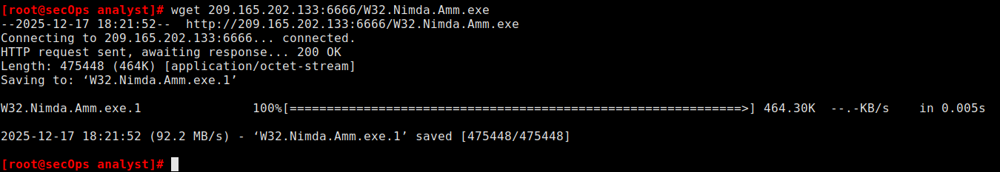 [root@secOps analyst]# wget 209.165.202.133:6666/W32.Nimda.Amm.exe
--2025-12-17 18:21:52--  http://209.165.202.133:6666/W32.Nimda.Amm.exe
Connecting to 209.165.202.133:6666... connected.
HTTP request sent, awaiting response... 200 OK
Length: 475448 (464K) [application/octet-stream]
Saving to: ‘W32.Nimda.Amm.exe.1’

W32.Nimda.Amm.exe.1               100%[=============================================================>] 464.30K  --.-KB/s    in 0.005s

2025-12-17 18:21:52 (92.2 MB/s) - ‘W32.Nimda.Amm.exe.1’ saved [475448/475448]

[root@secOps analyst]#